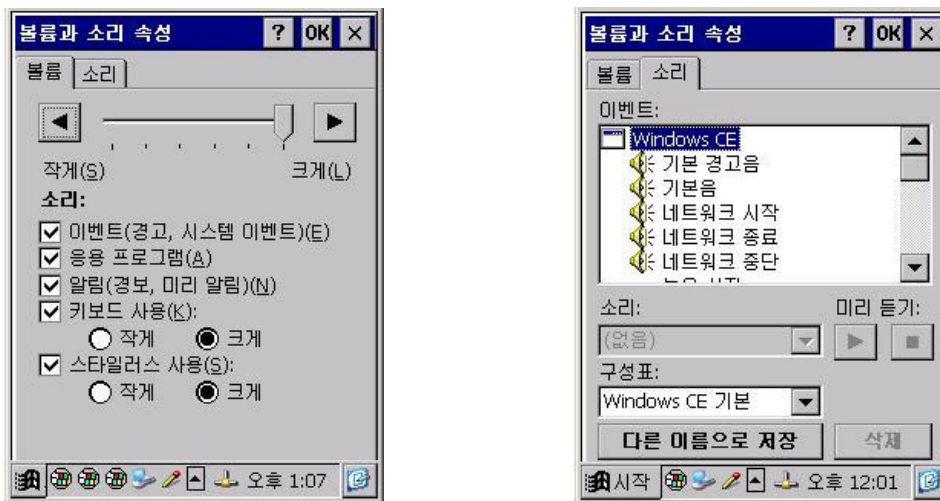 볼륨과 소리 속성 ? OK ×
볼륨 소리
작게(S) 크게(L)
소리:
이벤트(경고, 시스템 이벤트)(E)
응용 프로그램(A)
알림(경보, 미리 알림)(N)
키보드 사용(K):
작게 크게
스타일러스 사용(S):
작게 크게
오후 1:07
볼륨과 소리 속성 ? OK ×
볼륨 소리
이벤트:
Windows CE
기본 경고음
기본음
네트워크 시작
네트워크 종료
네트워크 중단
소리: 미리 듣기:
(없음)
구성표:
Windows CE 기본
다른 이름으로 저장 삭제
시작 오후 12:01